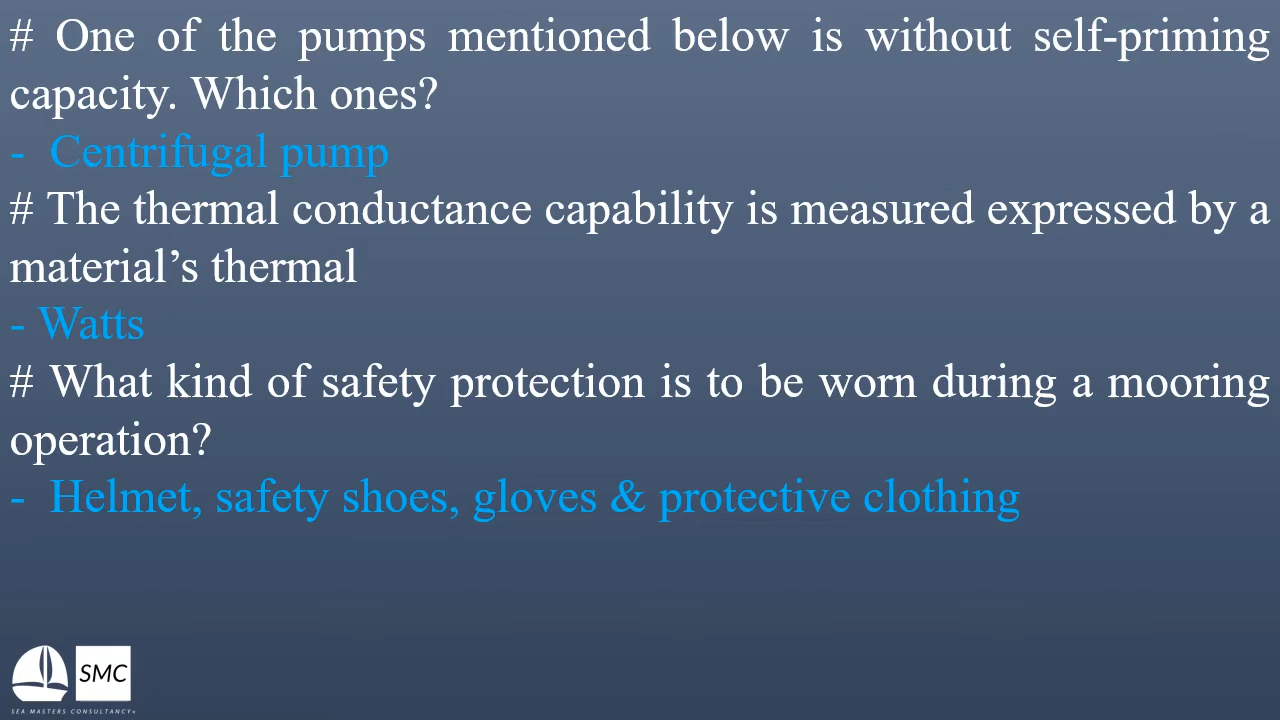 # One of the pumps mentioned below is without self-priming
capacity. Which ones?
- Centrifugal pump
# The thermal conductance capability is measured expressed by a
material’s thermal
- Watts
# What kind of safety protection is to be worn during a mooring
operation?
- Helmet, safety shoes, gloves & protective clothing
SMC
SEA MASTERS CONSULTANCY